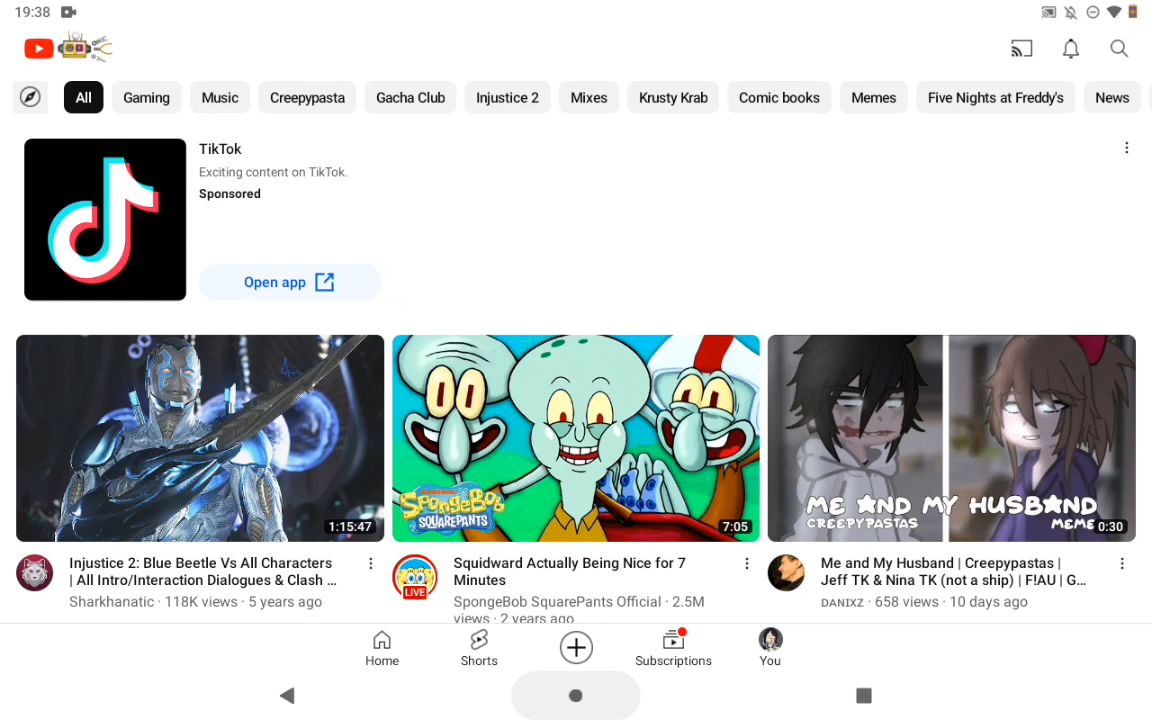 19:38
All
Gaming
Music
Creepypasta
Gacha Club
Injustice 2
Mixes
Krusty Krab
Comic books
Memes
Five Nights at Freddy's
News
TikTok
Exciting content on TikTok.
Sponsored
Open app
1:15:47
SpongeBob
SQUAREPANTS
7:05
ME AND MY HUSBAND
CREEPYPASTAS
MEME
0:30
Injustice 2: Blue Beetle Vs All Characters
| All Intro/Interaction Dialogues & Clash ...
Sharkhanatic · 118K views · 5 years ago
LIVE
Squidward Actually Being Nice for 7
Minutes
SpongeBob SquarePants Official · 2.5M
views · 2 years ago
Me and My Husband | Creepypastas |
Jeff TK & Nina TK (not a ship) | F!AU | G...
ᴅᴀɴɪxᴢ · 658 views · 10 days ago
Home
Shorts
Subscriptions
You